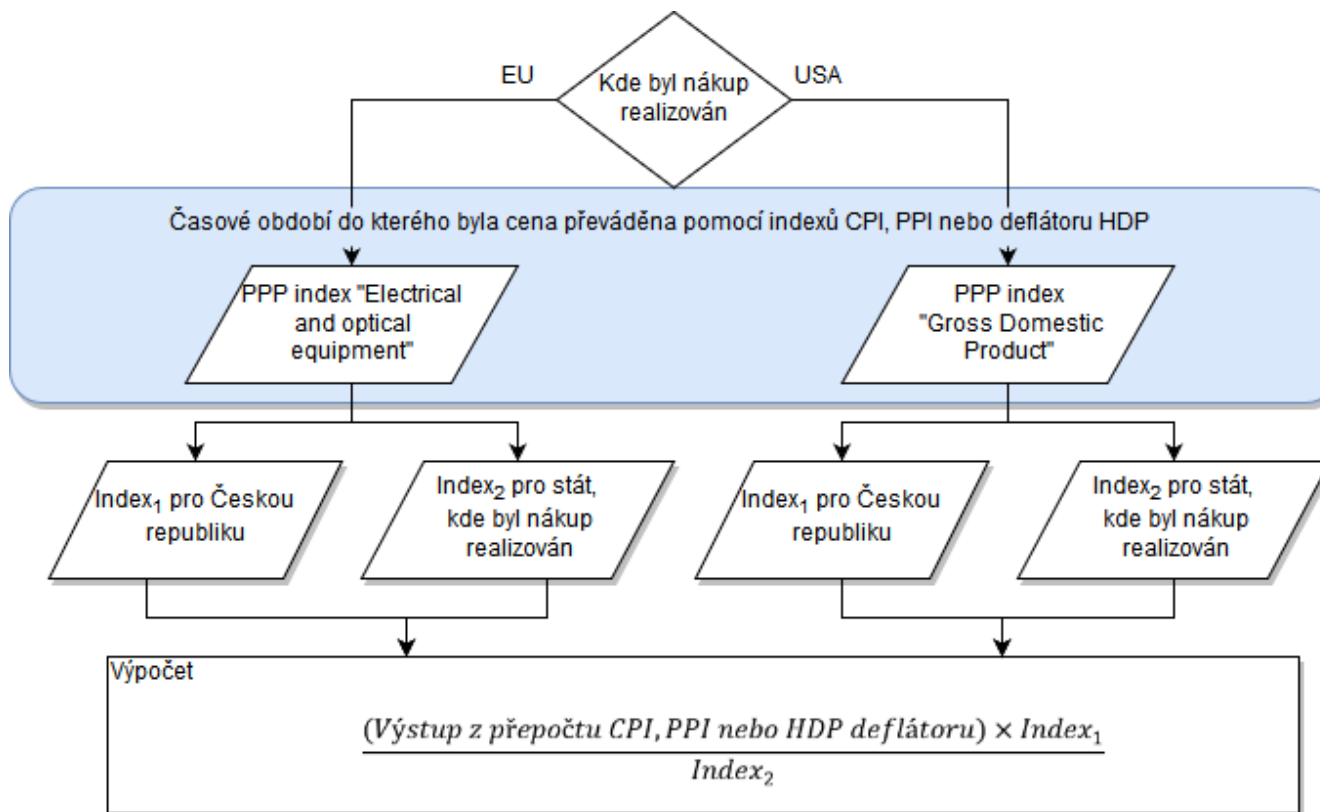 EU
Kde byl nákup
realizován
USA
Časové období do kterého byla cena převáděna pomocí indexů CPI, PPI nebo deflátoru HDP
PPP index "Electrical
and optical
equipment"
PPP index
"Gross Domestic
Product"
Index₁ pro Českou
republiku
Index₂ pro stát,
kde byl nákup
realizován
Index₁ pro Českou
republiku
Index₂ pro stát,
kde byl nákup
realizován
Výpočet
(Výstup z přepočtu CPI, PPI nebo HDP deflátoru) × Index₁
Index₂